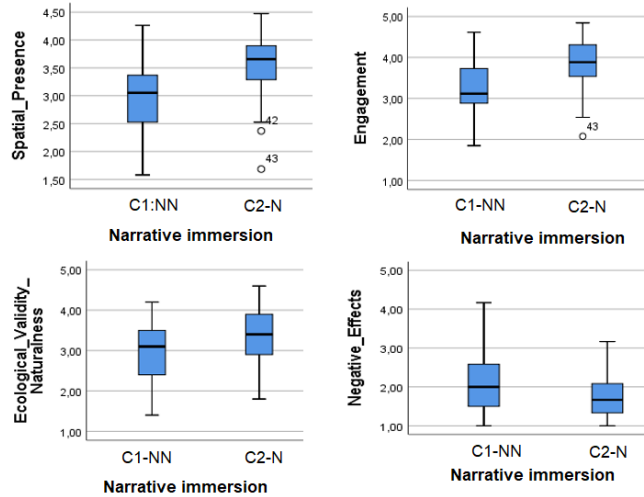 Spatial_Presence
4,50
4,00
3,50
3,00
2,50
2,00
1,50
42
43
C1:NN
C2-N
Narrative immersion
Engagement
5,00
4,00
3,00
2,00
1,00
43
C1-NN
C2-N
Narrative immersion
Ecological_Validity_
Naturalness
5,00
4,00
3,00
2,00
1,00
C1-NN
C2-N
Narrative immersion
Negative_Effects
5,00
4,00
3,00
2,00
1,00
C1-NN
C2-N
Narrative immersion